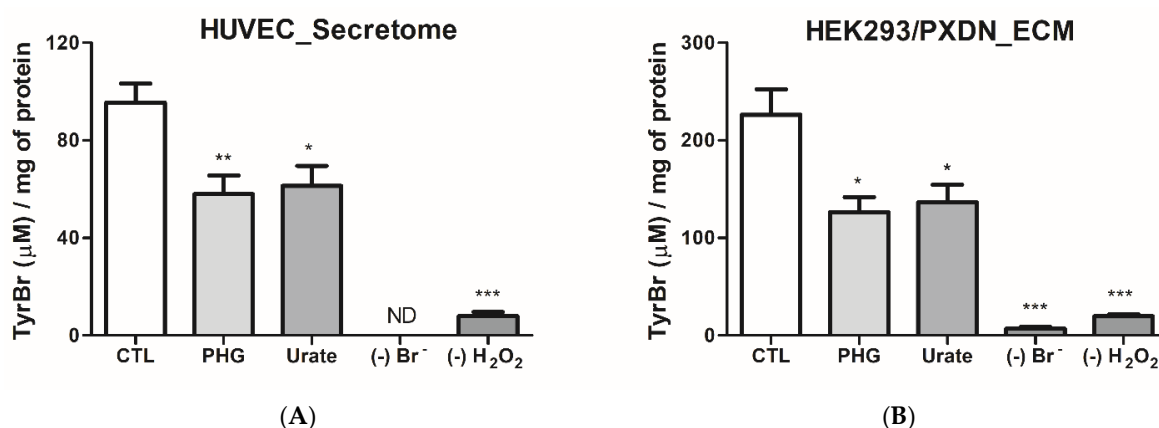 HUVEC_Secretome
TyrBr (μM) / mg of protein
120
80
40
0
**
*
ND
***
CTL
PHG
Urate
(-) Br⁻
(-) H₂O₂
(A)
HEK293/PXDN_ECM
TyrBr (μM) / mg of protein
300
200
100
0
*
*
***
***
CTL
PHG
Urate
(-) Br⁻
(-) H₂O₂
(B)